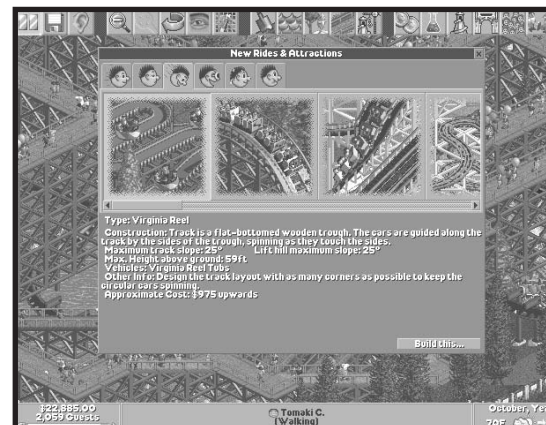 New Rides & Attractions
Type: Virginia Reel
Construction: Track is a flat-bottomed wooden trough. The cars are guided along the
track by the sides of the trough, spinning as they touch the sides.
Maximum track slope: 25° Lift hill maximum slope: 25°
Max. Height above ground: 59ft
Vehicles: Virginia Reel Tubs
Other Info: Design the track layout with as many corners as possible to keep the
circular cars spinning.
Approximate Cost: $975 upwards
Build this...
$22,885.00
2,059 Guests
Tomaki C.
(Walking)
October, Yea
70F